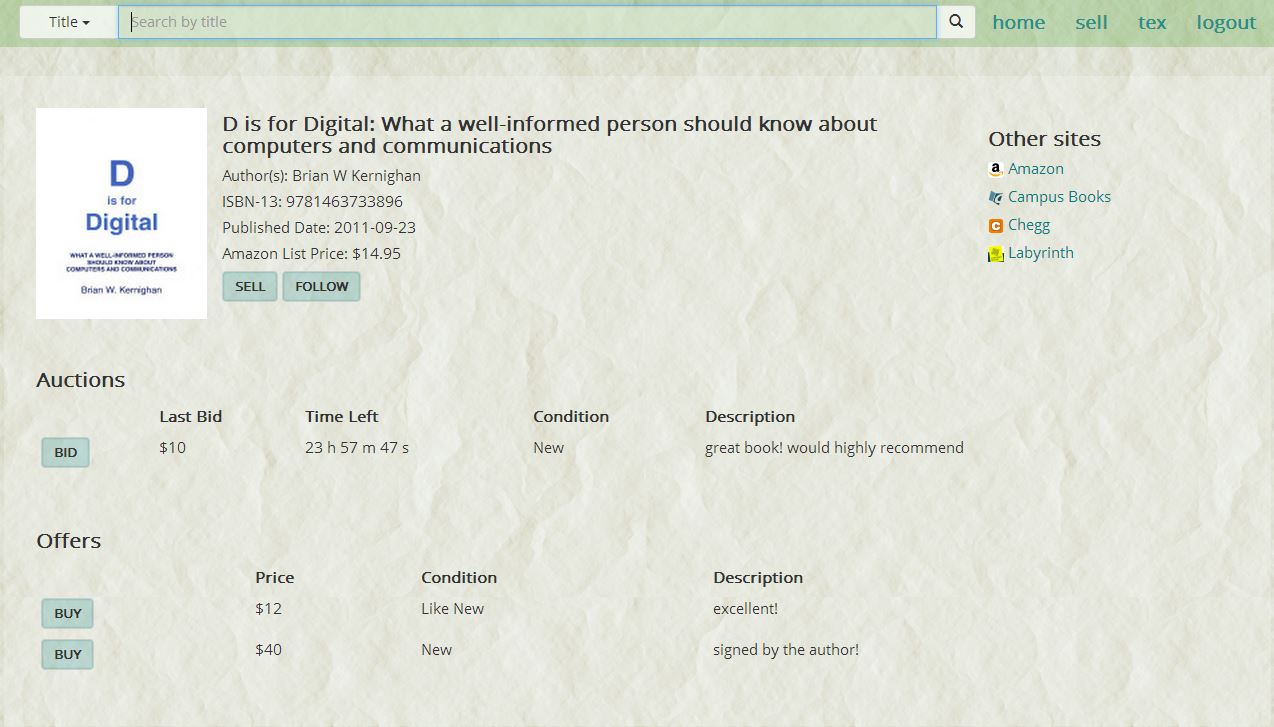 Title
Search by title
home sell tex logout
D
is for
Digital
WHAT A WELL-INFORMED PERSON
SHOULD KNOW ABOUT
COMPUTERS AND COMMUNICATIONS
Brian W. Kernighan
D is for Digital: What a well-informed person should know about
computers and communications
Author(s): Brian W Kernighan
ISBN-13: 9781463733896
Published Date: 2011-09-23
Amazon List Price: $14.95
SELL FOLLOW
Other sites
a Amazon
Campus Books
C Chegg
Labyrinth
Auctions
Last Bid Time Left Condition Description
BID $10 23 h 57 m 47 s New great book! would highly recommend
Offers
Price Condition Description
BUY $12 Like New excellent!
BUY $40 New signed by the author!